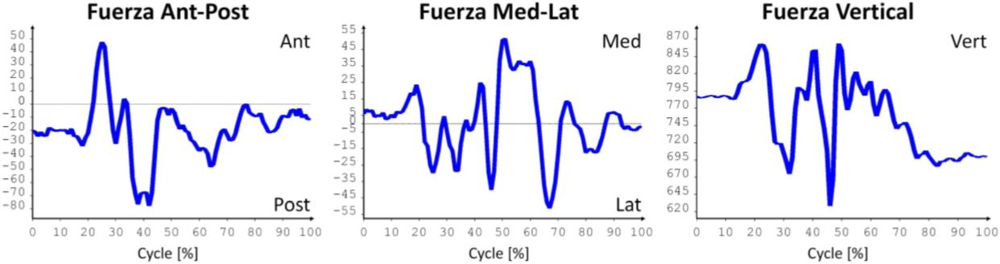 Fuerza Ant-Post
50
40
30
20
10
0
-10
-20
-30
-40
-50
-60
-70
-80
Ant
Post
0 10 20 30 40 50 60 70 80 90 100
Cycle [%]
Fuerza Med-Lat
55
45
35
25
15
5
0
-5
-15
-25
-35
-45
-55
Med
Lat
0 10 20 30 40 50 60 70 80 90 100
Cycle [%]
Fuerza Vertical
870
845
820
795
770
745
720
695
670
645
620
Vert
0 10 20 30 40 50 60 70 80 90 100
Cycle [%]